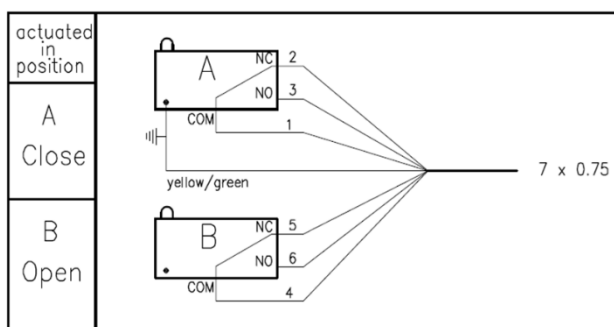 actuated
in
position
A
Close
B
Open
A
NC 2
NO 3
COM 1
yellow/green
7 x 0.75
B
NC 5
NO 6
COM 4